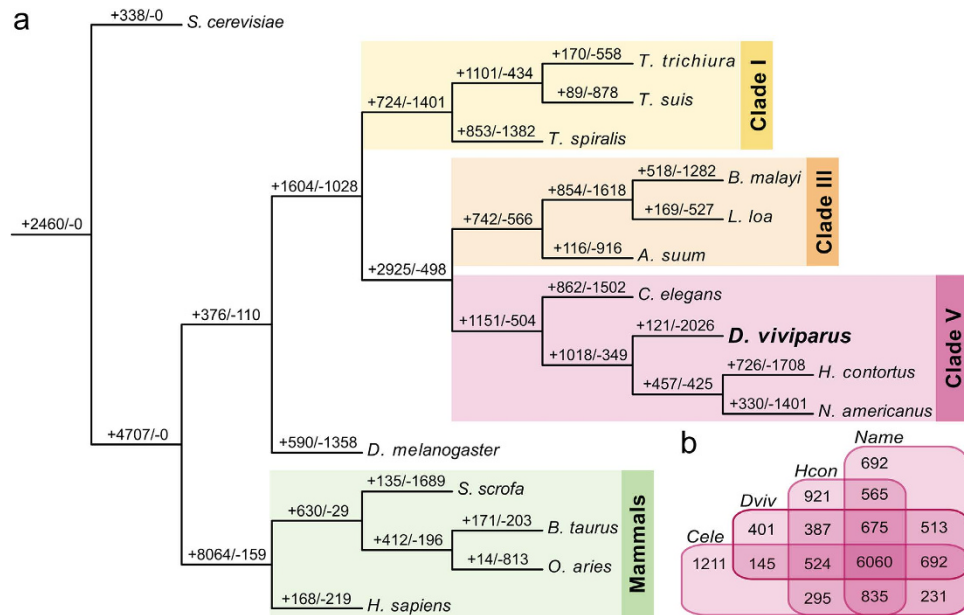 a
+338/-0
S. cerevisiae
+170/-558
T. trichiura
+1101/-434
+89/-878
T. suis
+724/-1401
+853/-1382
T. spiralis
Clade I
+518/-1282
B. malayi
+854/-1618
+169/-527
L. loa
+1604/-1028
+742/-566
+116/-916
A. suum
Clade III
+2460/-0
+2925/-498
+862/-1502
C. elegans
+1151/-504
+121/-2026
D. viviparus
+376/-110
+1018/-349
+726/-1708
H. contortus
+457/-425
+330/-1401
N. americanus
Clade V
+4707/-0
+590/-1358
D. melanogaster
+135/-1689
S. scrofa
+630/-29
+171/-203
B. taurus
+412/-196
+14/-813
O. aries
+8064/-159
+168/-219
H. sapiens
Mammals
b
Name
Hcon
692
Dviv
921 565
Cele
401 387 675 513
1211 145 524 6060 692
295 835 231